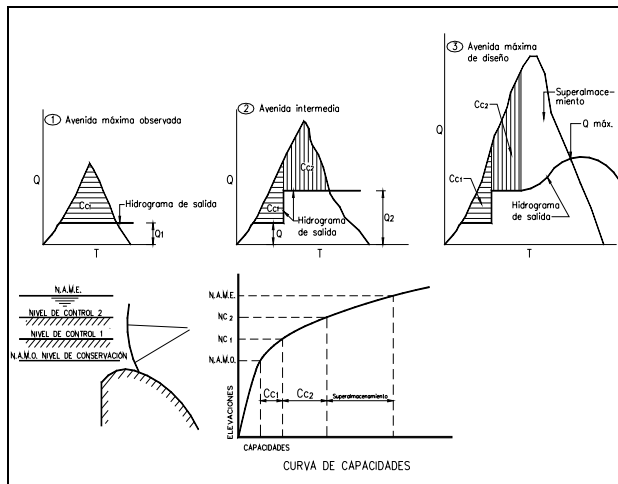 1 Avenida máxima observada
Q
Cc1
Hidrograma de salida
Q1
T
2 Avenida intermedia
Q
Cc2
Cc1
Hidrograma
de salida
Q
Q2
T
3 Avenida máxima
de diseño
Q
Cc2
Superalmace-
miento
Q máx.
Cc1
Hidrograma
de salida
T
N.A.M.E.
NIVEL DE CONTROL 2
NIVEL DE CONTROL 1
N.A.M.O. NIVEL DE CONSERVACIÓN
N.A.M.E.
NC 2
NC 1
N.A.M.O.
ELEVACIONES
Cc1
Cc2
Superalmacenamiento
CAPACIDADES
CURVA DE CAPACIDADES